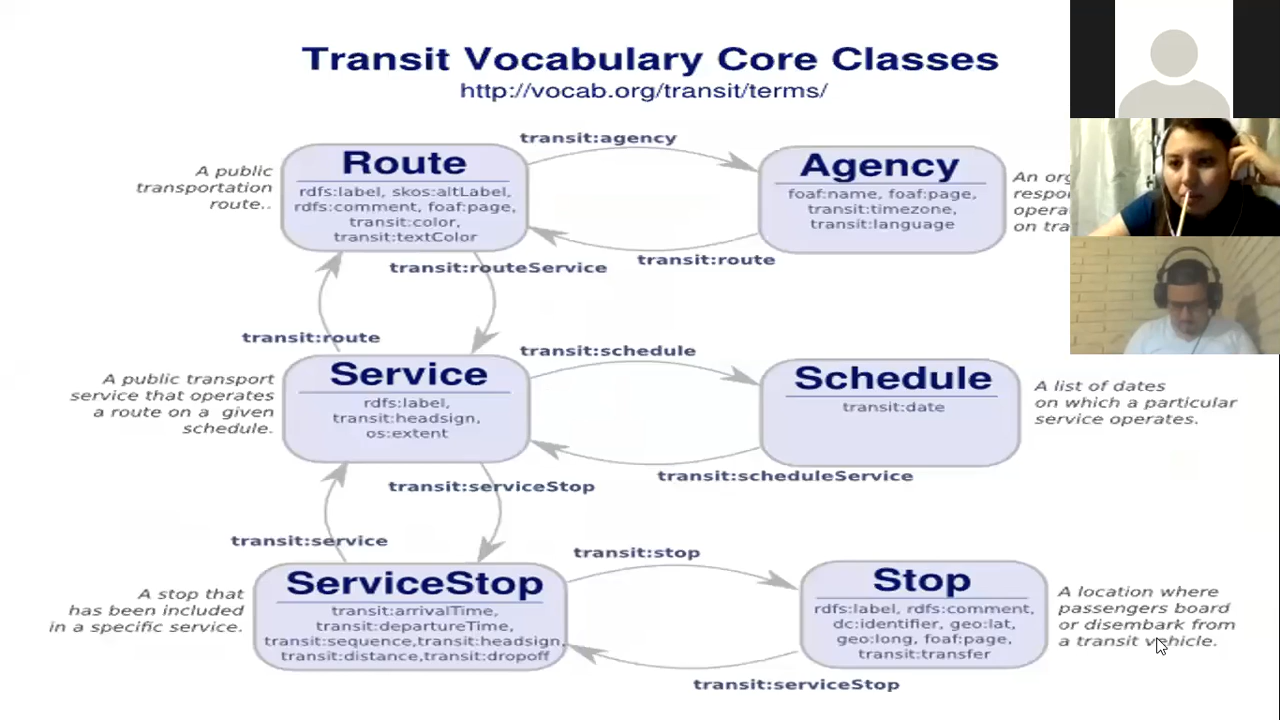 Transit Vocabulary Core Classes
http://vocab.org/transit/terms/
transit:agency
A public
transportation
route..
Route
rdfs:label, skos:altLabel,
rdfs:comment, foaf:page,
transit:color,
transit:textColor
Agency
foaf:name, foaf:page,
transit:timezone,
transit:language
An
transit:routeService
transit:route
transit:route
transit:schedule
A public transport
service that operates
a route on a given
schedule.
Service
rdfs:label,
transit:headsign,
os:extent
Schedule
transit:date
A list of dates
on which a particular
service operates.
transit:serviceStop
transit:scheduleService
transit:service
transit:stop
A stop that
has been included
in a specific service.
ServiceStop
transit:arrivalTime,
transit:departureTime,
transit:sequence,transit:headsign,
transit:distance,transit:dropoff
Stop
rdfs:label, rdfs:comment,
dc:identifier, geo:lat,
geo:long, foaf:page,
transit:transfer
A location where
passengers board
or disembark from
a transit vehicle.
transit:serviceStop